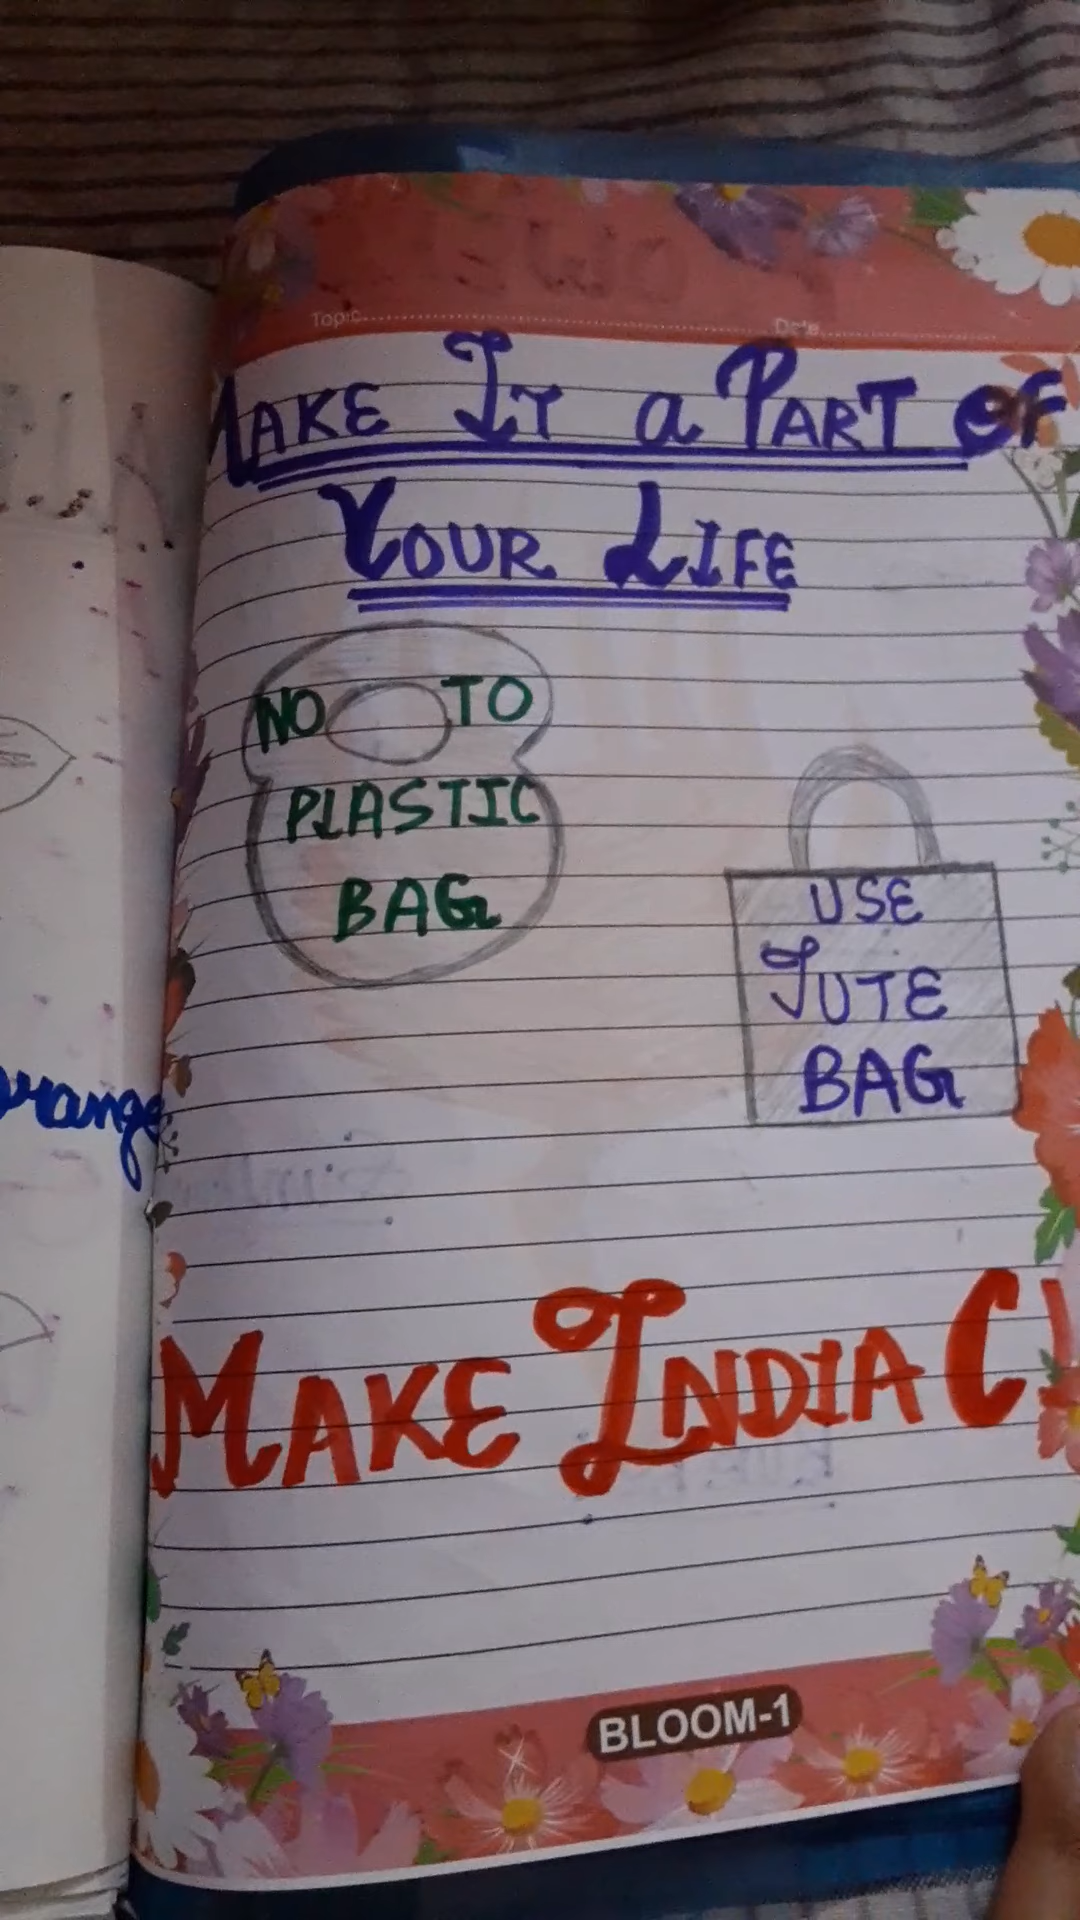 Topic
Date
MAKE IT a PART OF
YOUR LIFE
NO TO
PLASTIC
BAG
USE
JUTE
BAG
orange
MAKE INDIA
BLOOM-1